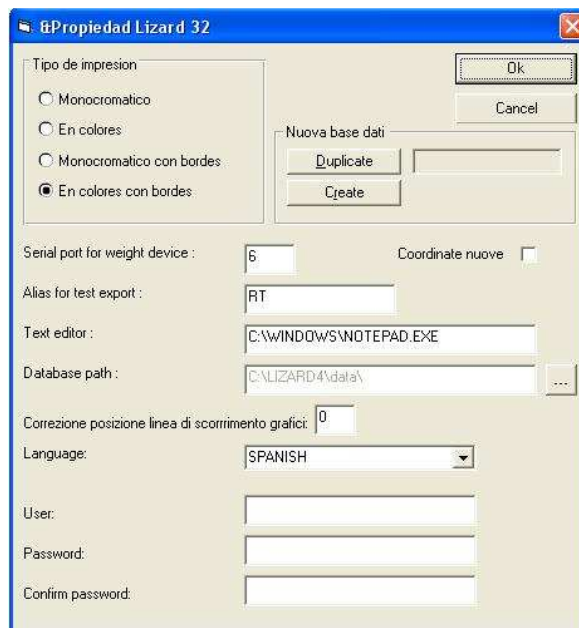 &Propiedad Lizard 32
Tipo de impresion
Monocromatico
En colores
Monocromatico con bordes
En colores con bordes
Ok
Cancel
Nuova base dati
Duplicate
Create
Serial port for weight device : 6
Coordinate nuove
Alias for test export : RT
Text editor : C:\WINDOWS\NOTEPAD.EXE
Database path : C:\LIZARD4\data\ ...
Correzione posizione linea di scorrrimento grafici: 0
Language: SPANISH
User:
Password:
Confirm password: